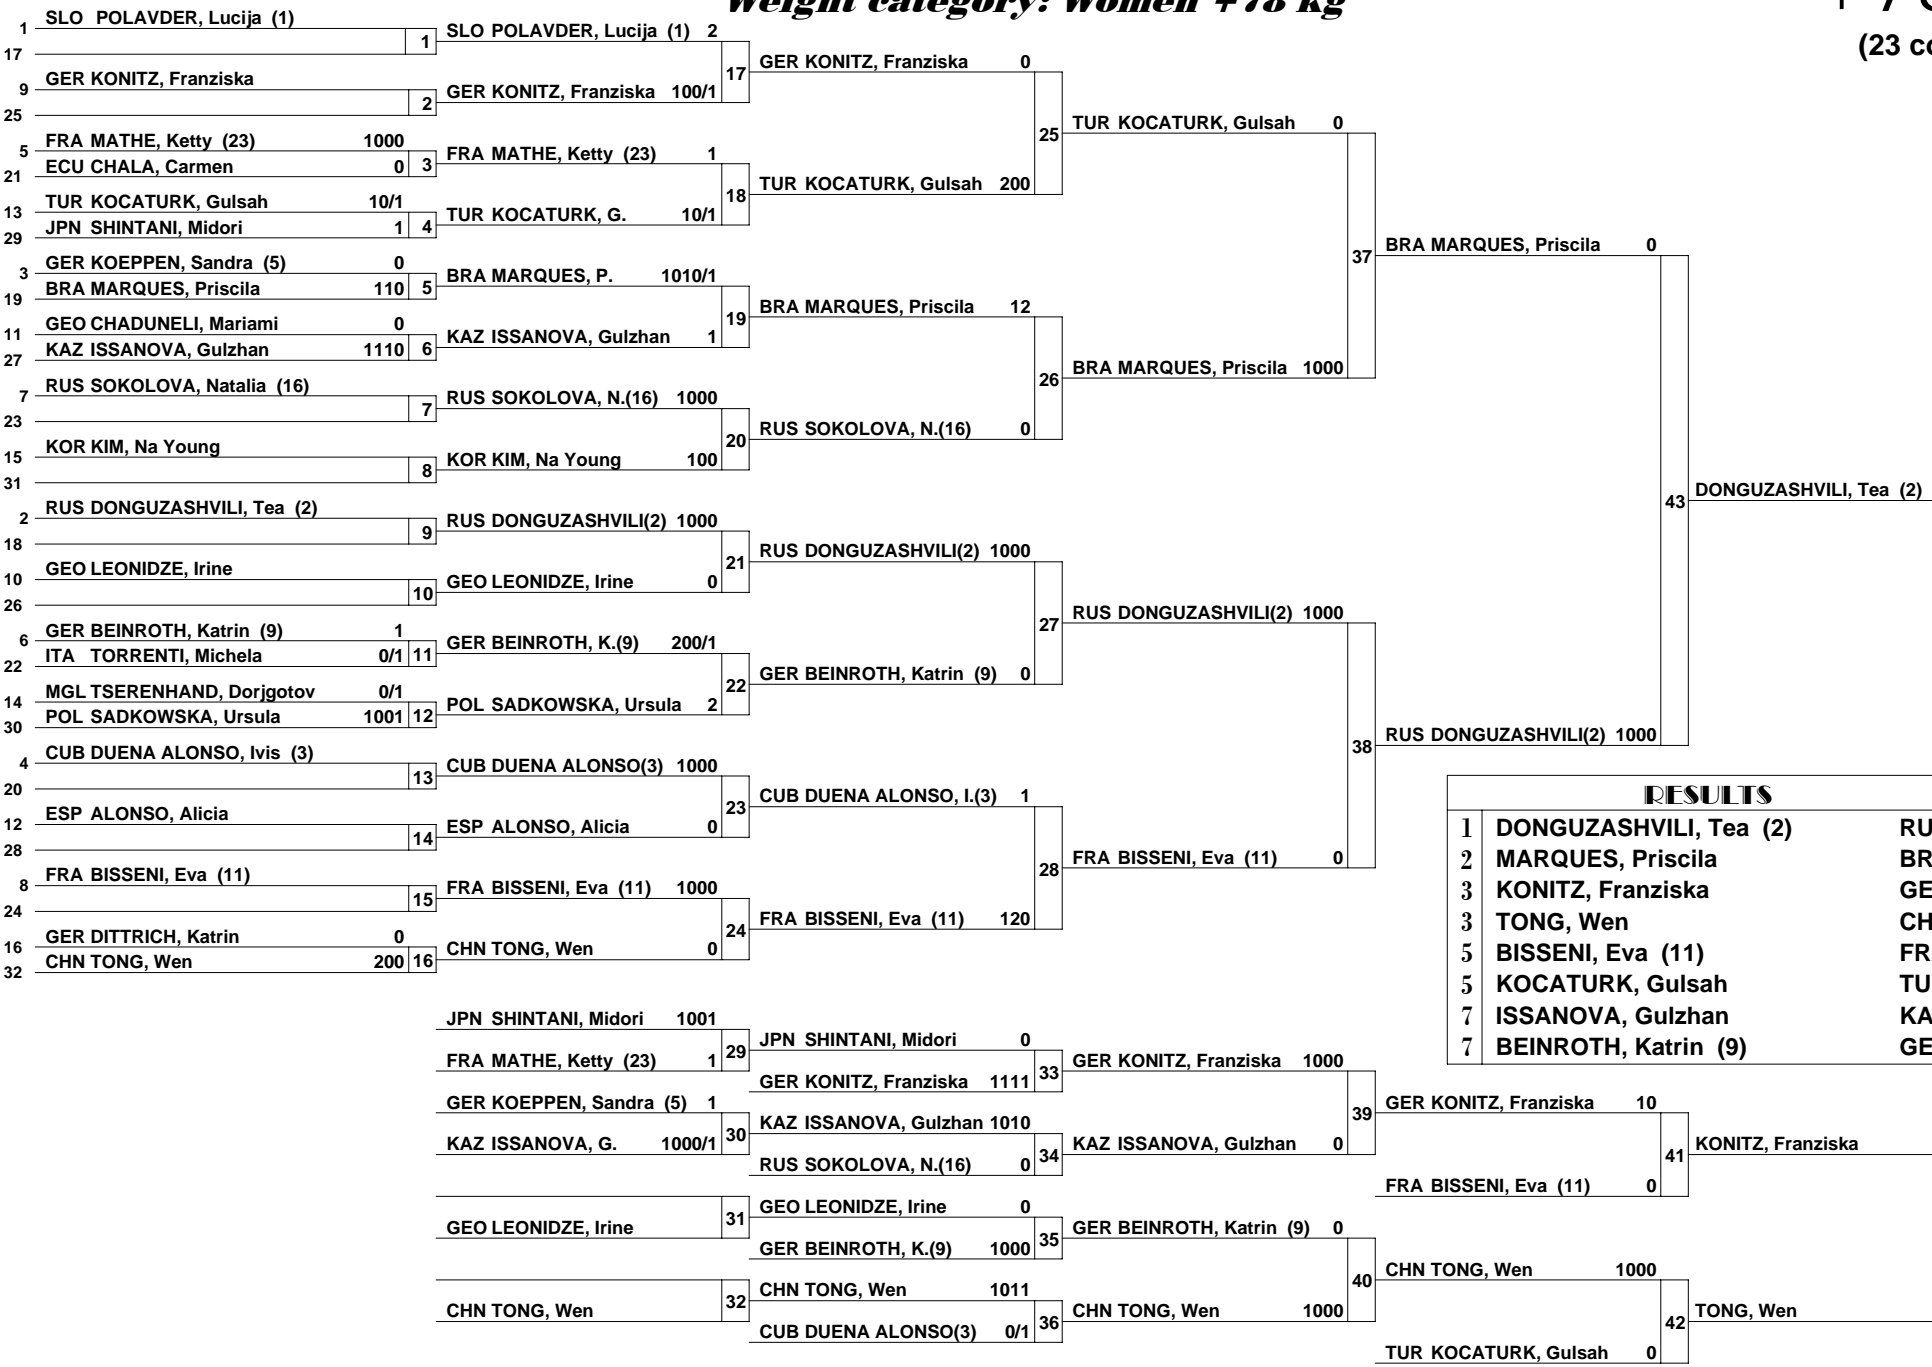 Weight category: Women +78 kg
(23 co
1 SLO POLAVDER, Lucija (1)
17
1
9 GER KONITZ, Franziska
25
2
5 FRA MATHE, Ketty (23) 1000
21 ECU CHALA, Carmen 0
3
13 TUR KOCATURK, Gulsah 10/1
29 JPN SHINTANI, Midori 1
4
3 GER KOEPPEN, Sandra (5) 0
19 BRA MARQUES, Priscila 110
5
11 GEO CHADUNELI, Mariami 0
27 KAZ ISSANOVA, Gulzhan 1110
6
7 RUS SOKOLOVA, Natalia (16)
23
7
15 KOR KIM, Na Young
31
8
2 RUS DONGUZASHVILI, Tea (2)
18
9
10 GEO LEONIDZE, Irine
26
10
6 GER BEINROTH, Katrin (9) 1
22 ITA TORRENTI, Michela 0/1
11
14 MGL TSERENHAND, Dorjgotov 0/1
30 POL SADKOWSKA, Ursula 1001
12
4 CUB DUENA ALONSO, Ivis (3)
20
13
12 ESP ALONSO, Alicia
28
14
8 FRA BISSENI, Eva (11)
24
15
16 GER DITTRICH, Katrin 0
32 CHN TONG, Wen 200
16
SLO POLAVDER, Lucija (1) 2
GER KONITZ, Franziska 100/1
17
FRA MATHE, Ketty (23) 1
TUR KOCATURK, G. 10/1
18
BRA MARQUES, P. 1010/1
KAZ ISSANOVA, Gulzhan 1
19
RUS SOKOLOVA, N.(16) 1000
KOR KIM, Na Young 100
20
RUS DONGUZASHVILI(2) 1000
GEO LEONIDZE, Irine 0
21
GER BEINROTH, K.(9) 200/1
POL SADKOWSKA, Ursula 2
22
CUB DUENA ALONSO(3) 1000
ESP ALONSO, Alicia 0
23
FRA BISSENI, Eva (11) 1000
CHN TONG, Wen 0
24
GER KONITZ, Franziska 0
TUR KOCATURK, Gulsah 200
25
BRA MARQUES, Priscila 12
RUS SOKOLOVA, N.(16) 0
26
RUS DONGUZASHVILI(2) 1000
GER BEINROTH, Katrin (9) 0
27
CUB DUENA ALONSO, I.(3) 1
FRA BISSENI, Eva (11) 120
28
TUR KOCATURK, Gulsah 0
BRA MARQUES, Priscila 1000
37
RUS DONGUZASHVILI(2) 1000
FRA BISSENI, Eva (11) 0
38
BRA MARQUES, Priscila 0
RUS DONGUZASHVILI(2) 1000
43
DONGUZASHVILI, Tea (2)
RESULTS
1 DONGUZASHVILI, Tea (2) RU
2 MARQUES, Priscila BR
3 KONITZ, Franziska GE
3 TONG, Wen CH
5 BISSENI, Eva (11) FR
5 KOCATURK, Gulsah TU
7 ISSANOVA, Gulzhan KA
7 BEINROTH, Katrin (9) GE
JPN SHINTANI, Midori 1001
FRA MATHE, Ketty (23) 1
29
GER KOEPPEN, Sandra (5) 1
KAZ ISSANOVA, G. 1000/1
30
GEO LEONIDZE, Irine
31
CHN TONG, Wen
32
JPN SHINTANI, Midori 0
GER KONITZ, Franziska 1111
33
KAZ ISSANOVA, Gulzhan 1010
RUS SOKOLOVA, N.(16) 0
34
GEO LEONIDZE, Irine 0
GER BEINROTH, K.(9) 1000
35
CHN TONG, Wen 1011
CUB DUENA ALONSO(3) 0/1
36
GER KONITZ, Franziska 1000
KAZ ISSANOVA, Gulzhan 0
39
GER BEINROTH, Katrin (9) 0
CHN TONG, Wen 1000
40
GER KONITZ, Franziska 10
FRA BISSENI, Eva (11) 0
41
CHN TONG, Wen 1000
TUR KOCATURK, Gulsah 0
42
KONITZ, Franziska
TONG, Wen